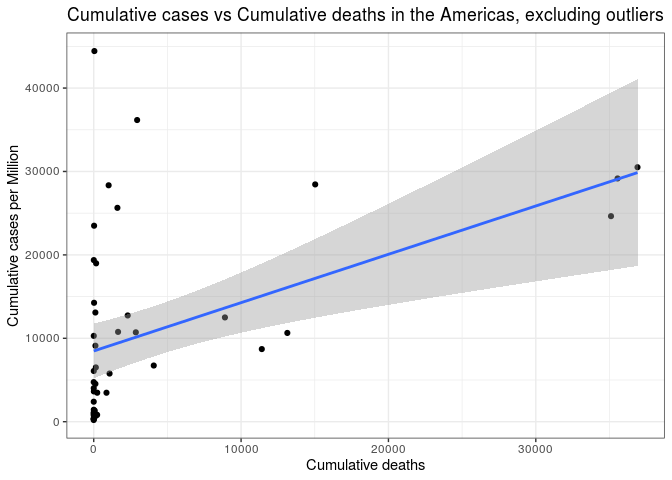 Cumulative cases vs Cumulative deaths in the Americas, excluding outliers
40000
30000
20000
10000
0
Cumulative cases per Million
0 10000 20000 30000
Cumulative deaths